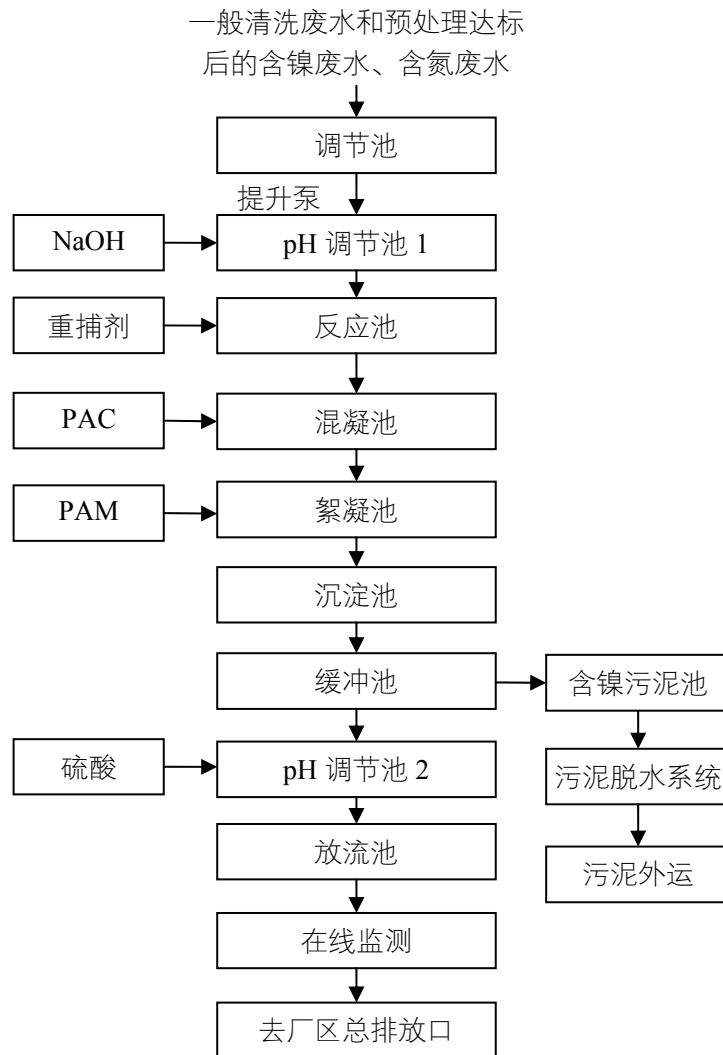 一般清洗废水和预处理达标
后的含镍废水、含氮废水
调节池
提升泵
NaOH
pH 调节池 1
重捕剂
反应池
PAC
混凝池
PAM
絮凝池
沉淀池
缓冲池
含镍污泥池
硫酸
pH 调节池 2
污泥脱水系统
放流池
污泥外运
在线监测
去厂区总排放口